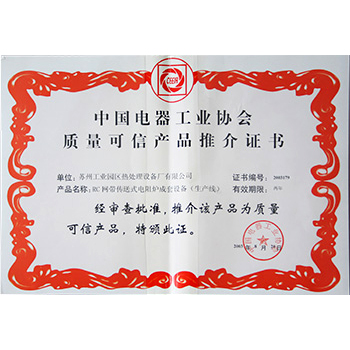 中国电器工业协会
质量可信产品推介证书
单位:苏州工业园区热处理设备厂有限公司 证书编号:
产品名称:RC网带传送式电阻炉成套设备(生产线) 有效期限:两年
经审查批准,推介该产品为质量
可信产品,特颁此证。